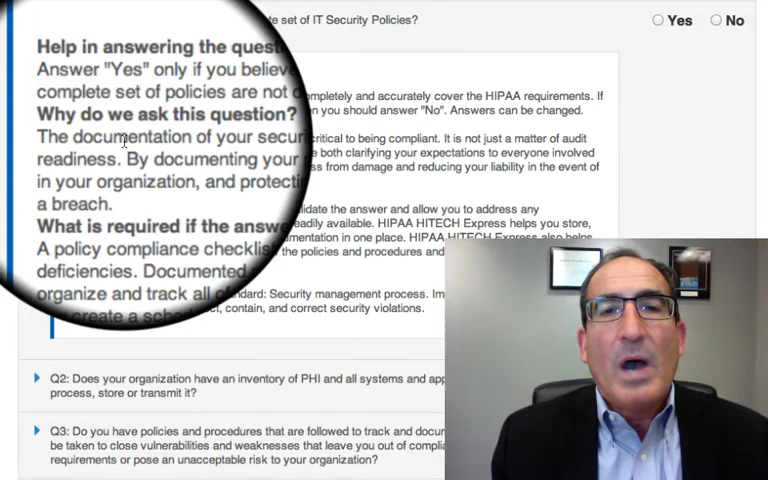 te set of IT Security Policies?
Yes
No
Help in answering the quest
Answer "Yes" only if you believe
complete set of policies are not
ompletely and accurately cover the HIPAA requirements. If
n you should answer "No". Answers can be changed.
Why do we ask this question?
The documentation of your secur
readiness. By documenting your
in your organization, and protecti
a breach.
critical to being compliant. It is not just a matter of audit
e both clarifying your expectations to everyone involved
ss from damage and reducing your liability in the event of
What is required if the answ
A policy compliance checklis
deficiencies. Documented
organize and track all of
create a sche
lidate the answer and allow you to address any
eadily available. HIPAA HITECH Express helps you store,
mentation in one place. HIPAA HITECH Express also helps
the policies and procedures and
ndard: Security management process. Im
ct, contain, and correct security violations.
Q2: Does your organization have an inventory of PHI and all systems and app
process, store or transmit it?
Q3: Do you have policies and procedures that are followed to track and docu
be taken to close vulnerabilities and weaknesses that leave you out of complia
requirements or pose an unacceptable risk to your organization?